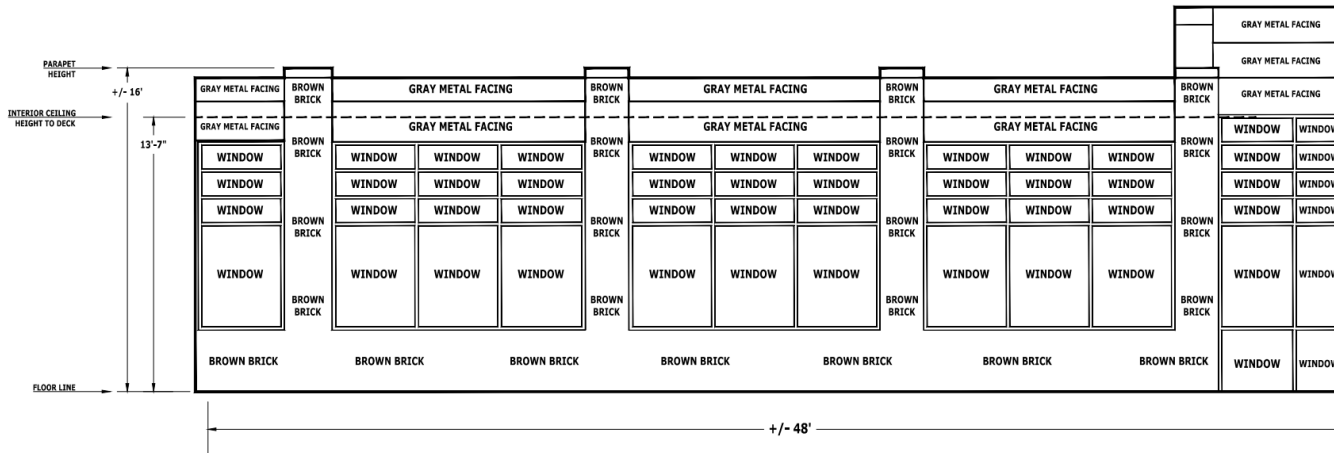 GRAY METAL FACING
GRAY METAL FACING
PARAPET
HEIGHT
+/- 16'
GRAY METAL FACING BROWN GRAY METAL FACING BROWN GRAY METAL FACING BROWN GRAY METAL FACING BROWN GRAY METAL FACING
BRICK BRICK BRICK BRICK
INTERIOR CEILING
HEIGHT TO DECK
GRAY METAL FACING GRAY METAL FACING GRAY METAL FACING GRAY METAL FACING WINDOW WINDOW
13'-7"
BROWN BROWN BROWN BROWN
BRICK BRICK BRICK BRICK
WINDOW WINDOW WINDOW WINDOW WINDOW WINDOW WINDOW WINDOW WINDOW WINDOW WINDOW WINDOW
WINDOW WINDOW WINDOW WINDOW WINDOW WINDOW WINDOW WINDOW WINDOW WINDOW WINDOW WINDOW
WINDOW WINDOW WINDOW WINDOW WINDOW WINDOW WINDOW WINDOW WINDOW WINDOW WINDOW WINDOW
BROWN BROWN BROWN BROWN
BRICK BRICK BRICK BRICK
WINDOW WINDOW WINDOW WINDOW WINDOW WINDOW WINDOW WINDOW WINDOW WINDOW WINDOW WINDOW
BROWN BROWN BROWN BROWN
BRICK BRICK BRICK BRICK
BROWN BRICK BROWN BRICK BROWN BRICK BROWN BRICK BROWN BRICK BROWN BRICK BROWN BRICK WINDOW WINDOW
FLOOR LINE
+/- 48'